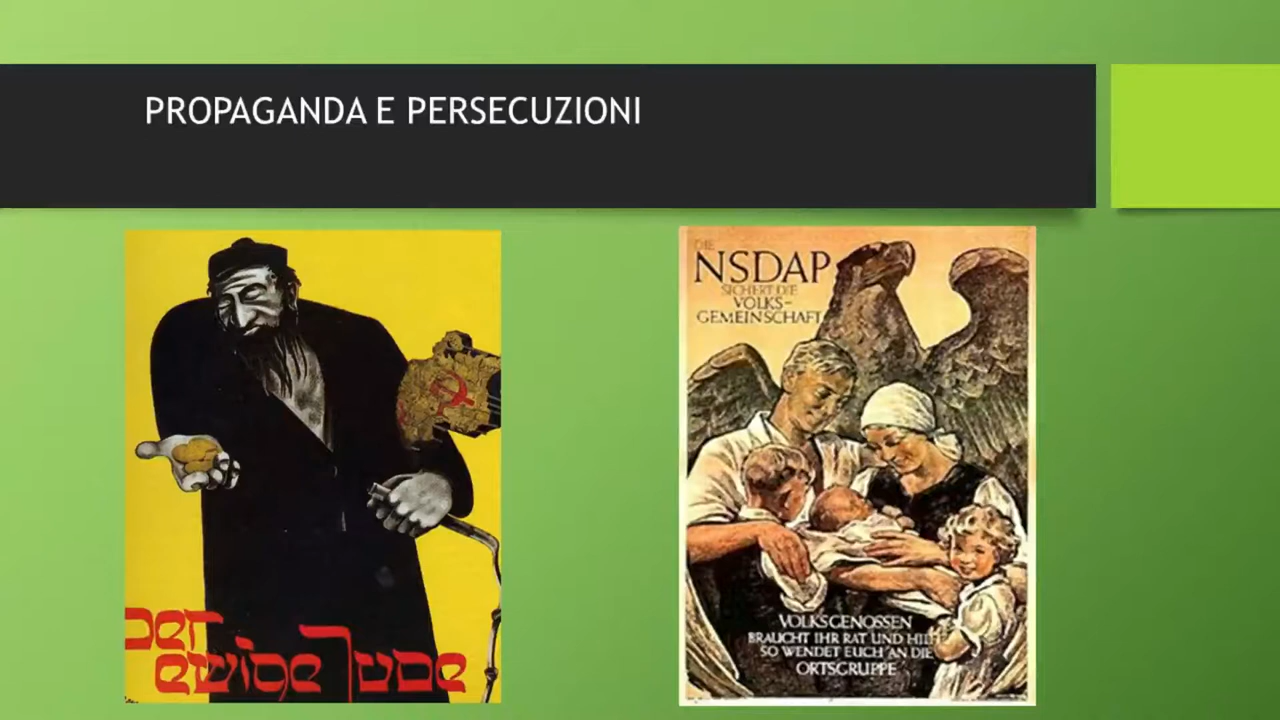 PROPAGANDA E PERSECUZIONI
Der
ewige Jude
DIE
NSDAP
SICHERT DIE
VOLKS-
GEMEINSCHAFT
VOLKSGENOSSEN
BRAUCHT IHR RAT UND HILFE
SO WENDET EUCH AN DIE
ORTSGRUPPE